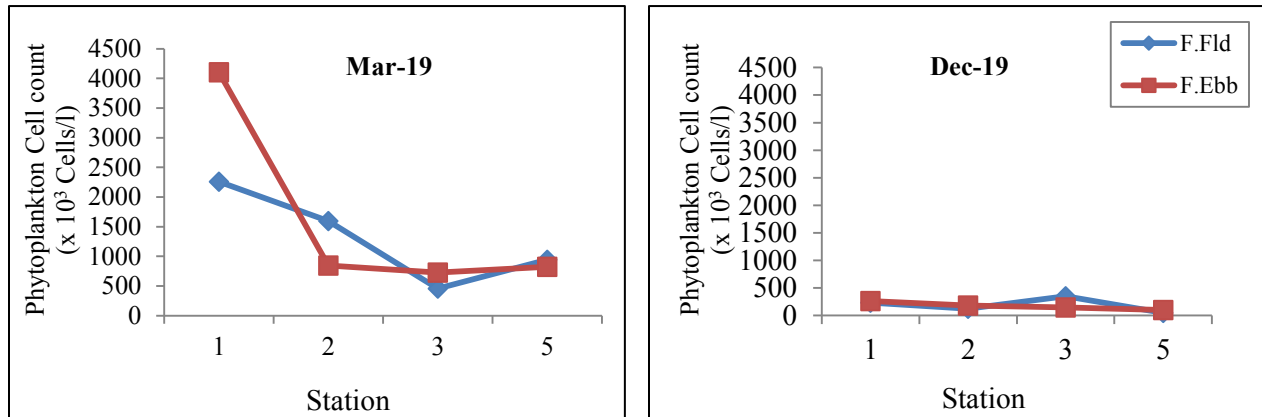 Mar-19
Phytoplankton Cell count
(x 10³ Cells/l)
4500
4000
3500
3000
2500
2000
1500
1000
500
0
1 2 3 5
Station
Dec-19
F.Fld
F.Ebb
Phytoplankton Cell count
(x 10³ Cells/l)
4500
4000
3500
3000
2500
2000
1500
1000
500
0
1 2 3 5
Station